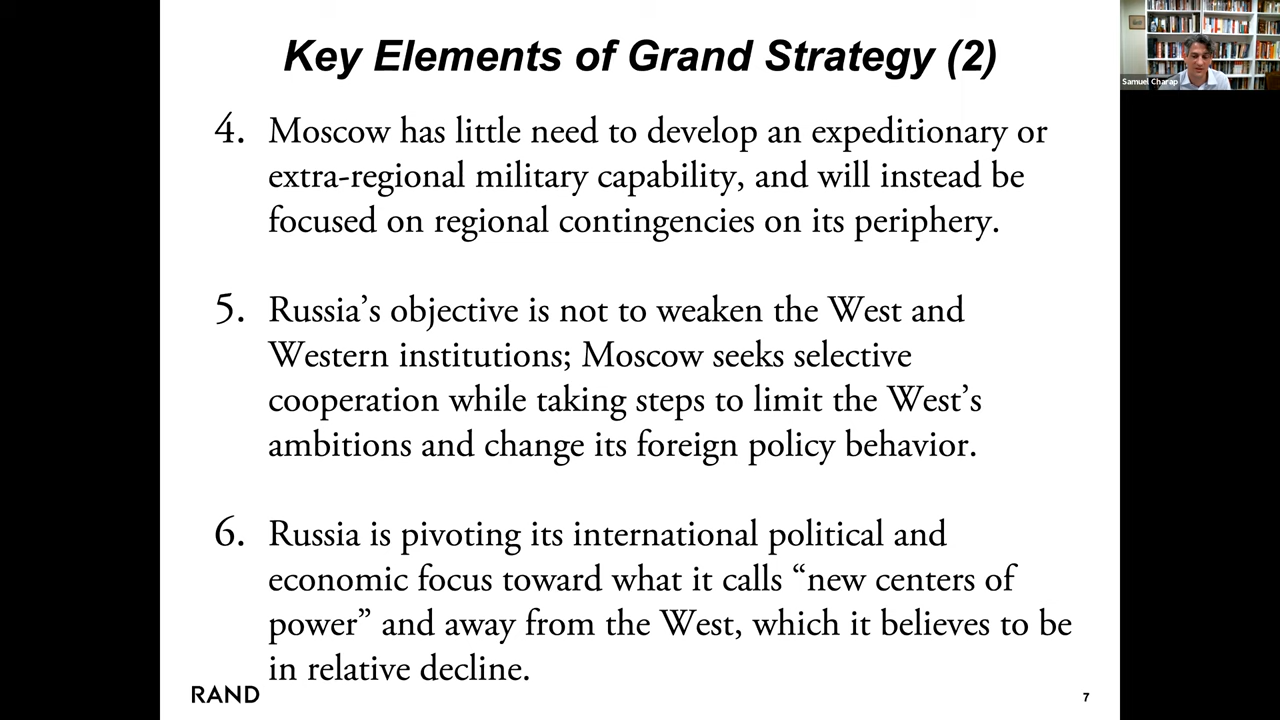 Key Elements of Grand Strategy (2)
Samuel Charap
4. Moscow has little need to develop an expeditionary or
extra-regional military capability, and will instead be
focused on regional contingencies on its periphery.
5. Russia’s objective is not to weaken the West and
Western institutions; Moscow seeks selective
cooperation while taking steps to limit the West’s
ambitions and change its foreign policy behavior.
6. Russia is pivoting its international political and
economic focus toward what it calls “new centers of
power” and away from the West, which it believes to be
in relative decline.
RAND
7